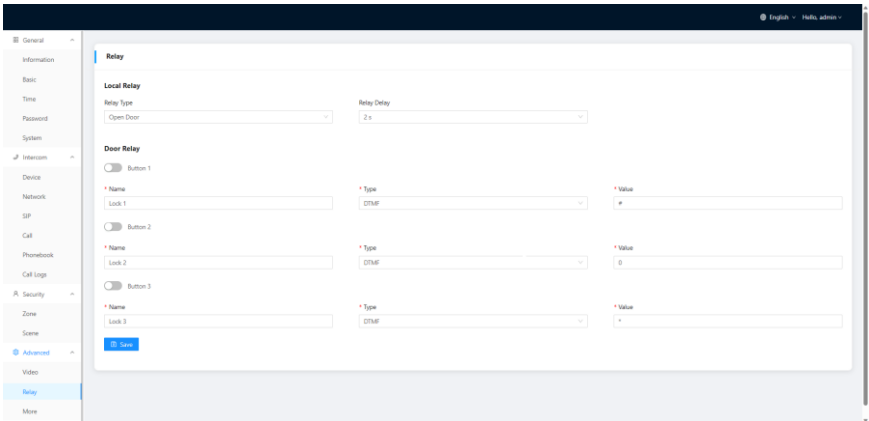 English Hello, admin
General
Information
Basic
Time
Password
System
Intercom
Device
Network
SIP
Call
Phonebook
Call Logs
Security
Zone
Scene
Advanced
Video
Relay
More
Relay
Local Relay
Relay Type Relay Delay
Open Door 2 s
Door Relay
Button 1
* Name * Type * Value
Lock 1 DTMF #
Button 2
* Name * Type * Value
Lock 2 DTMF 0
Button 3
* Name * Type * Value
Lock 3 DTMF *
Save